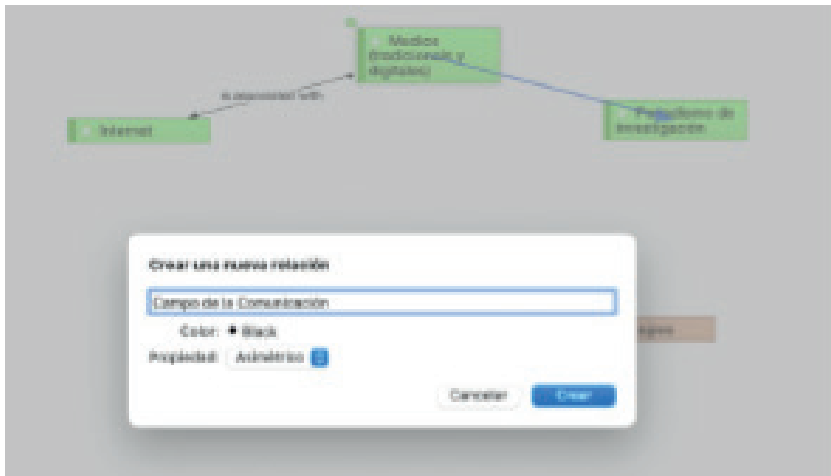 Medios
(tradicionais y
digitales)
is associated with
Internet
Periodismo de
investigación
Crear una nueva relación
Campo de la Comunicación
Color: Black
Propiedad: Asimétrico
Cancelar
Crear